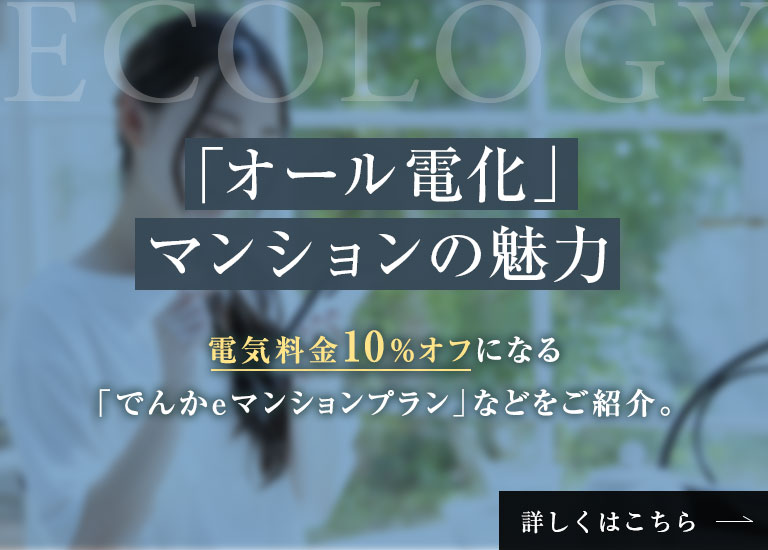 ECOLOGY
「オール電化」
マンションの魅力
電気料金10%オフになる
「でんかeマンションプラン」などをご紹介。
詳しくはこちら